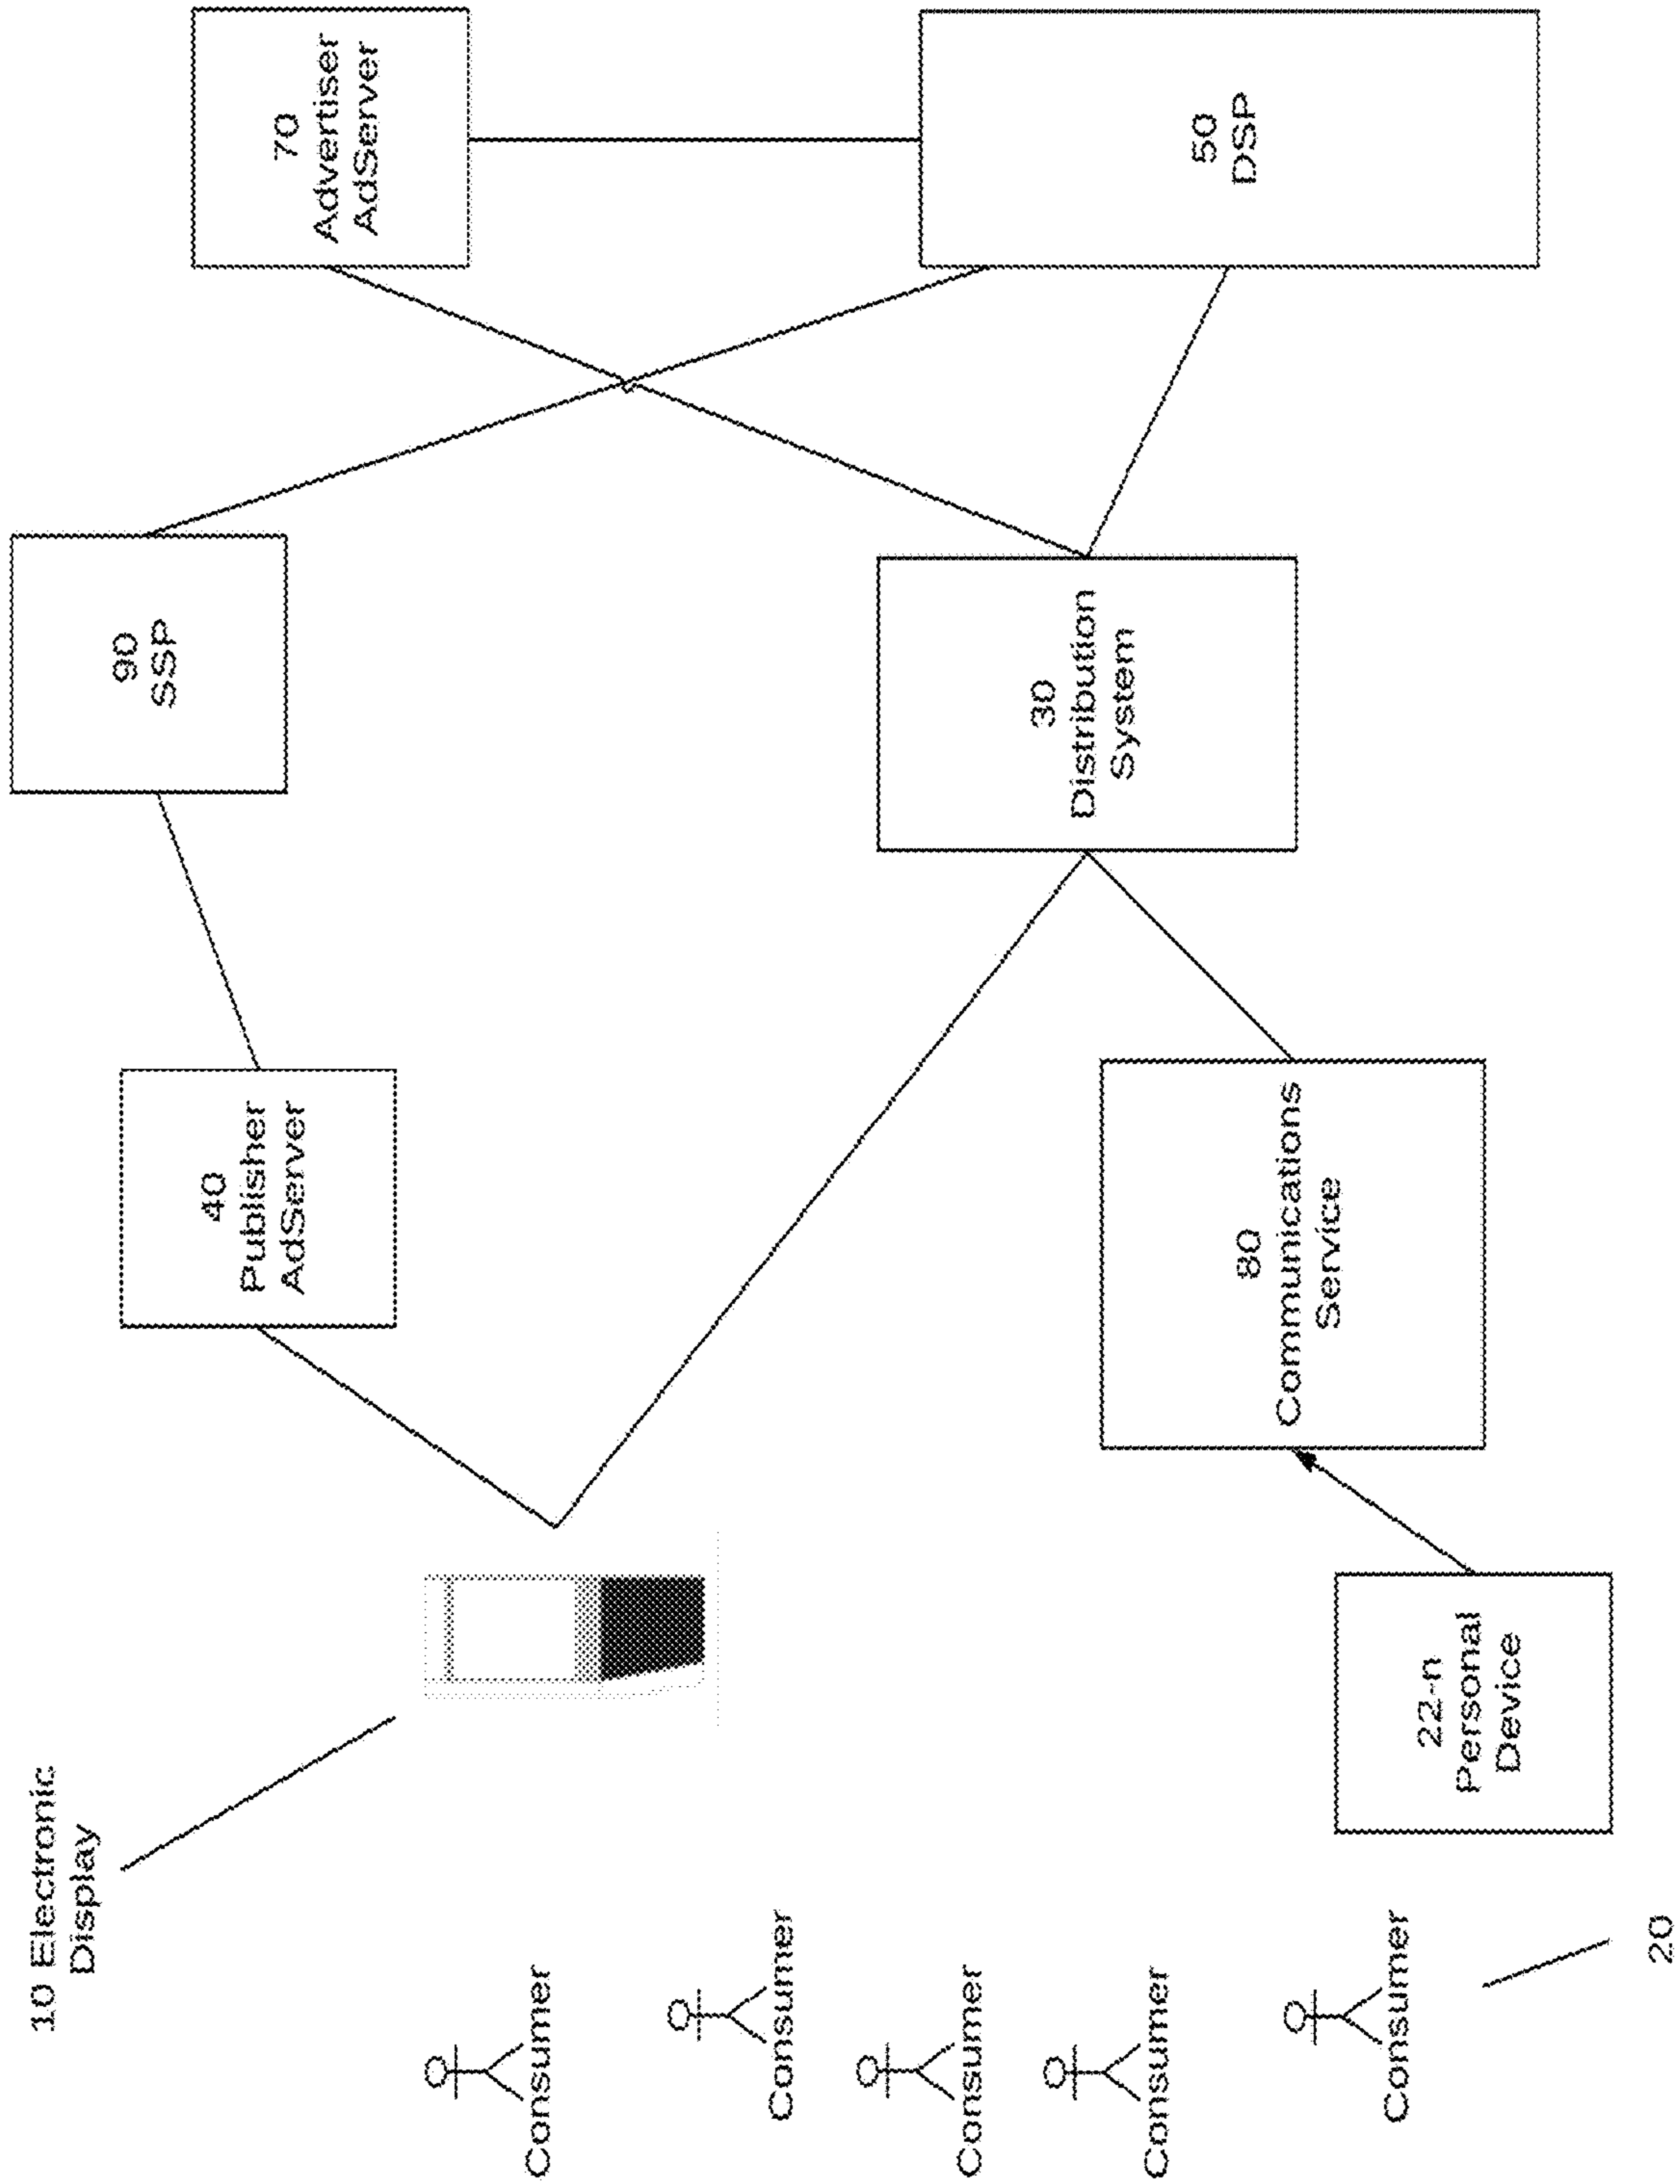 10 Electronic
Display
Consumer
Consumer
Consumer
Consumer
Consumer
20
22-n
Personal
Device
40
Publisher
AdServer
80
Communications
Service
90
SSP
30
Distribution
System
70
Advertiser
AdServer
50
DSP